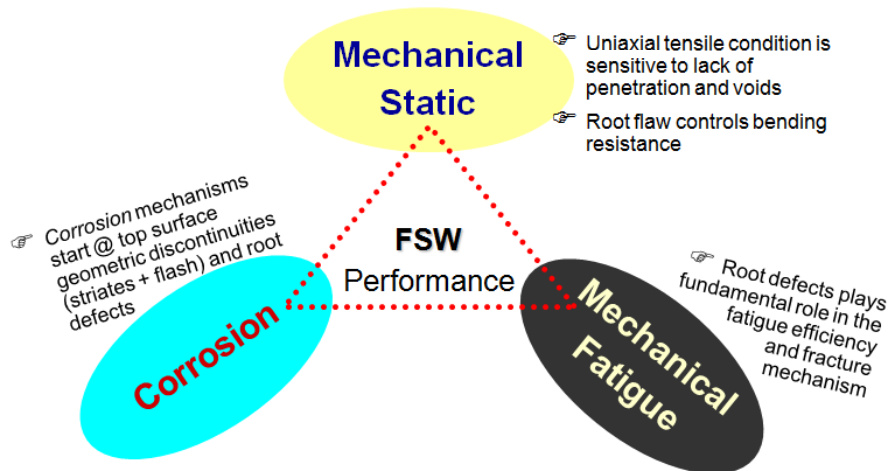 Mechanical
Static
☞ Uniaxial tensile condition is
sensitive to lack of
penetration and voids
☞ Root flaw controls bending
resistance
☞ Corrosion mechanisms
start @ top surface
geometric discontinuities
(striates + flash) and root
defects
FSW
Performance
Corrosion
Mechanical
Fatigue
☞ Root defects plays
fundamental role in the
fatigue efficiency
and fracture
mechanism